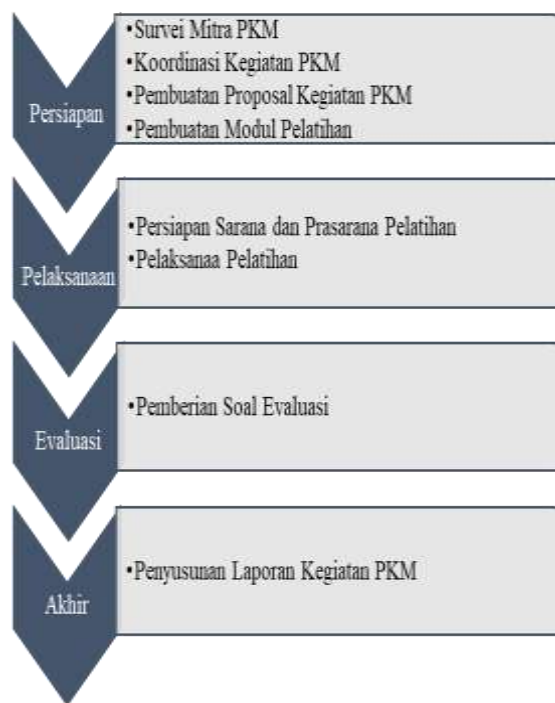 Persiapan
•Survei Mitra PKM
•Koordinasi Kegiatan PKM
•Pembuatan Proposal Kegiatan PKM
•Pembuatan Modul Pelatihan
Pelaksanaan
•Persiapan Sarana dan Prasarana Pelatihan
•Pelaksanaa Pelatihan
Evaluasi
•Pemberian Soal Evaluasi
Akhir
•Penyusunan Laporan Kegiatan PKM